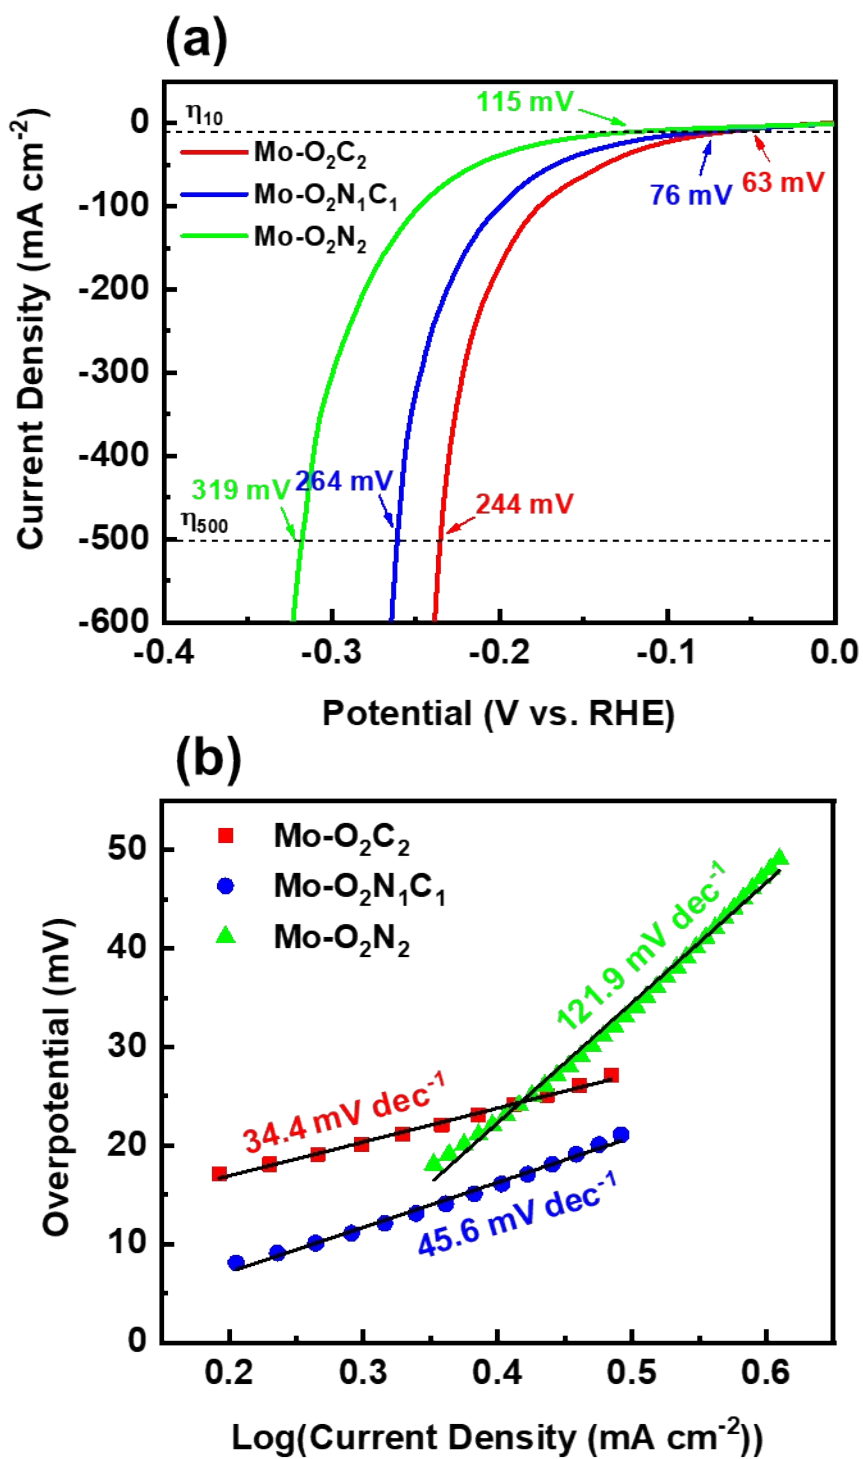 (a)
115 mV
η₁₀
Mo-O₂C₂
Mo-O₂N₁C₁
Mo-O₂N₂
76 mV
63 mV
319 mV
264 mV
244 mV
η₅₀₀
0
-100
-200
-300
-400
-500
-600
-0.4
-0.3
-0.2
-0.1
0.0
Current Density (mA cm⁻²)
Potential (V vs. RHE)
(b)
Mo-O₂C₂
Mo-O₂N₁C₁
Mo-O₂N₂
121.9 mV dec⁻¹
34.4 mV dec⁻¹
45.6 mV dec⁻¹
50
40
30
20
10
0
0.2
0.3
0.4
0.5
0.6
Overpotential (mV)
Log(Current Density (mA cm⁻²))